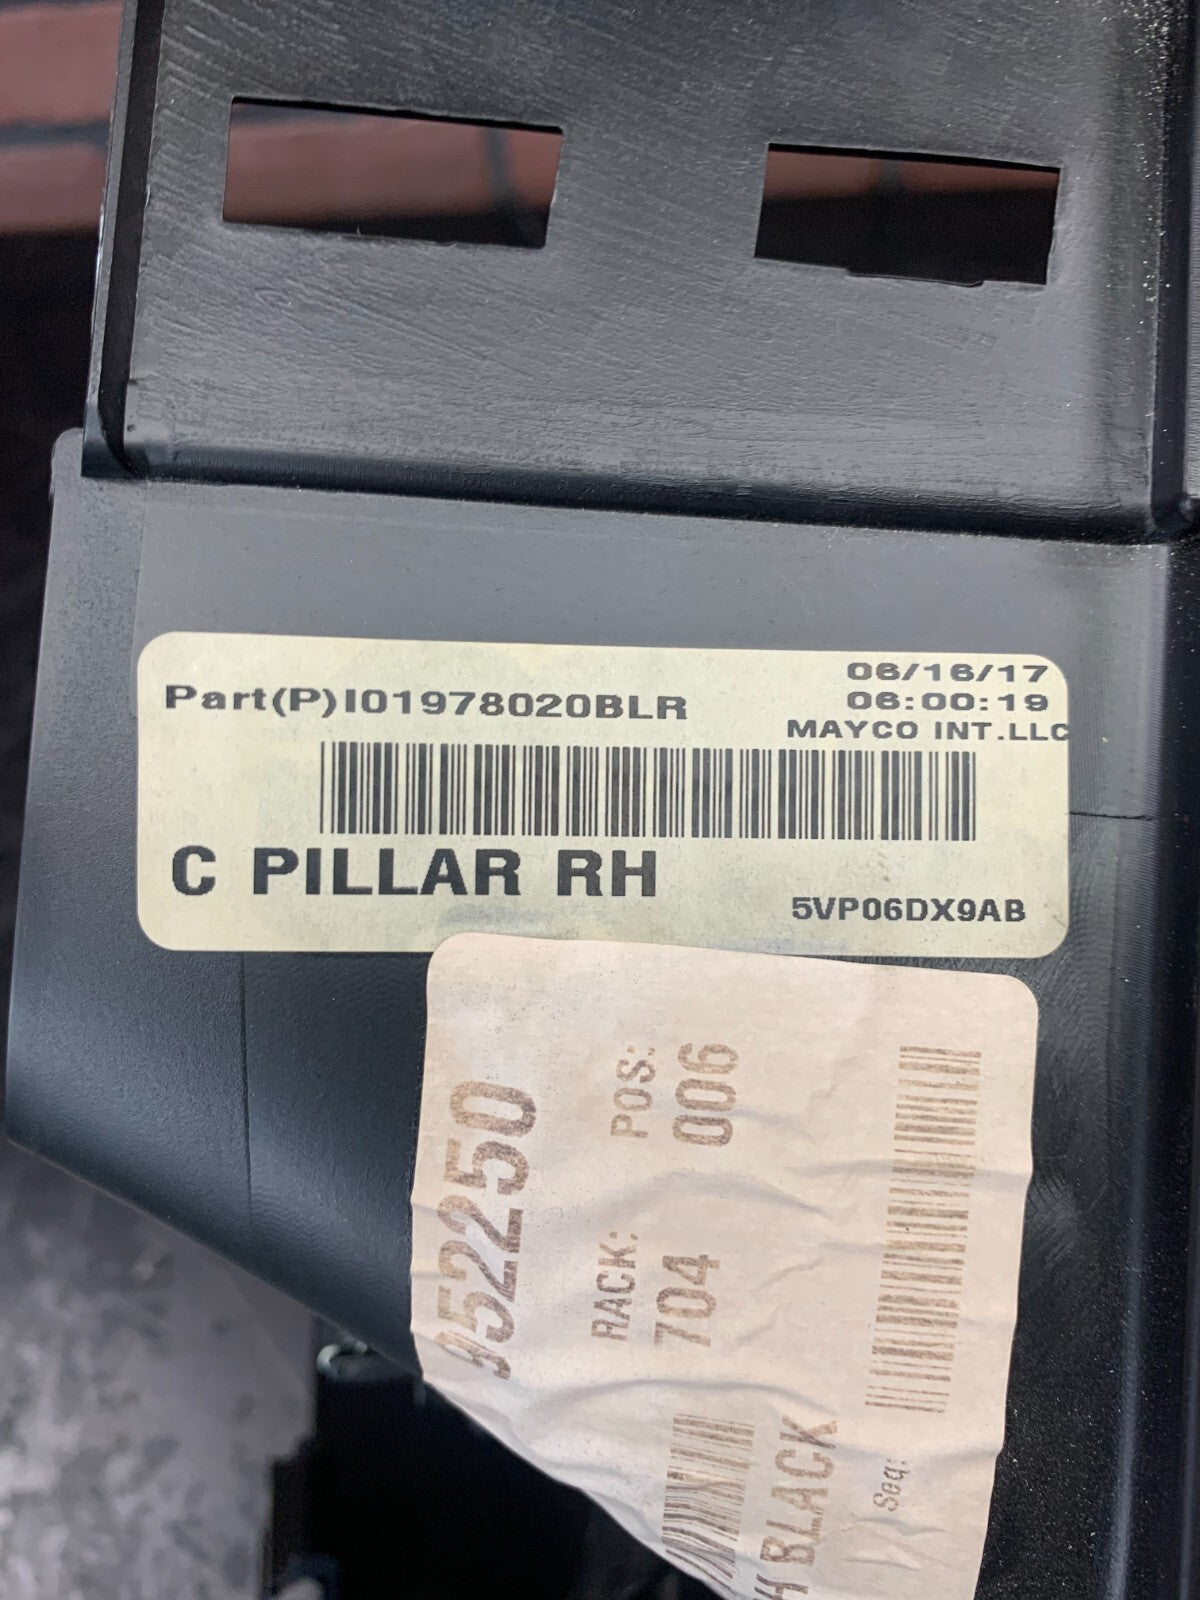 Part(P)I01978020BLR
06/16/17
06:00:19
MAYCO INT.LLC
C PILLAR RH
5VP06DX9AB
52250
RACK: POS:
704 006
H BLACK
Seq: